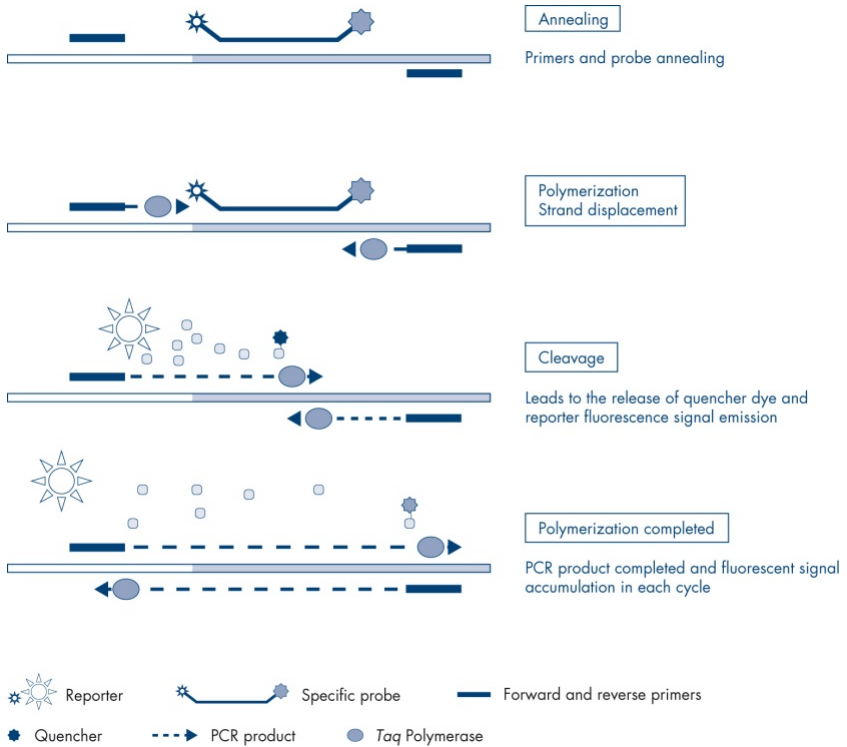 Annealing
Primers and probe annealing
Polymerization
Strand displacement
Cleavage
Leads to the release of quencher dye and
reporter fluorescence signal emission
Polymerization completed
PCR product completed and fluorescent signal
accumulation in each cycle
Reporter
Specific probe
Forward and reverse primers
Quencher
PCR product
Taq Polymerase